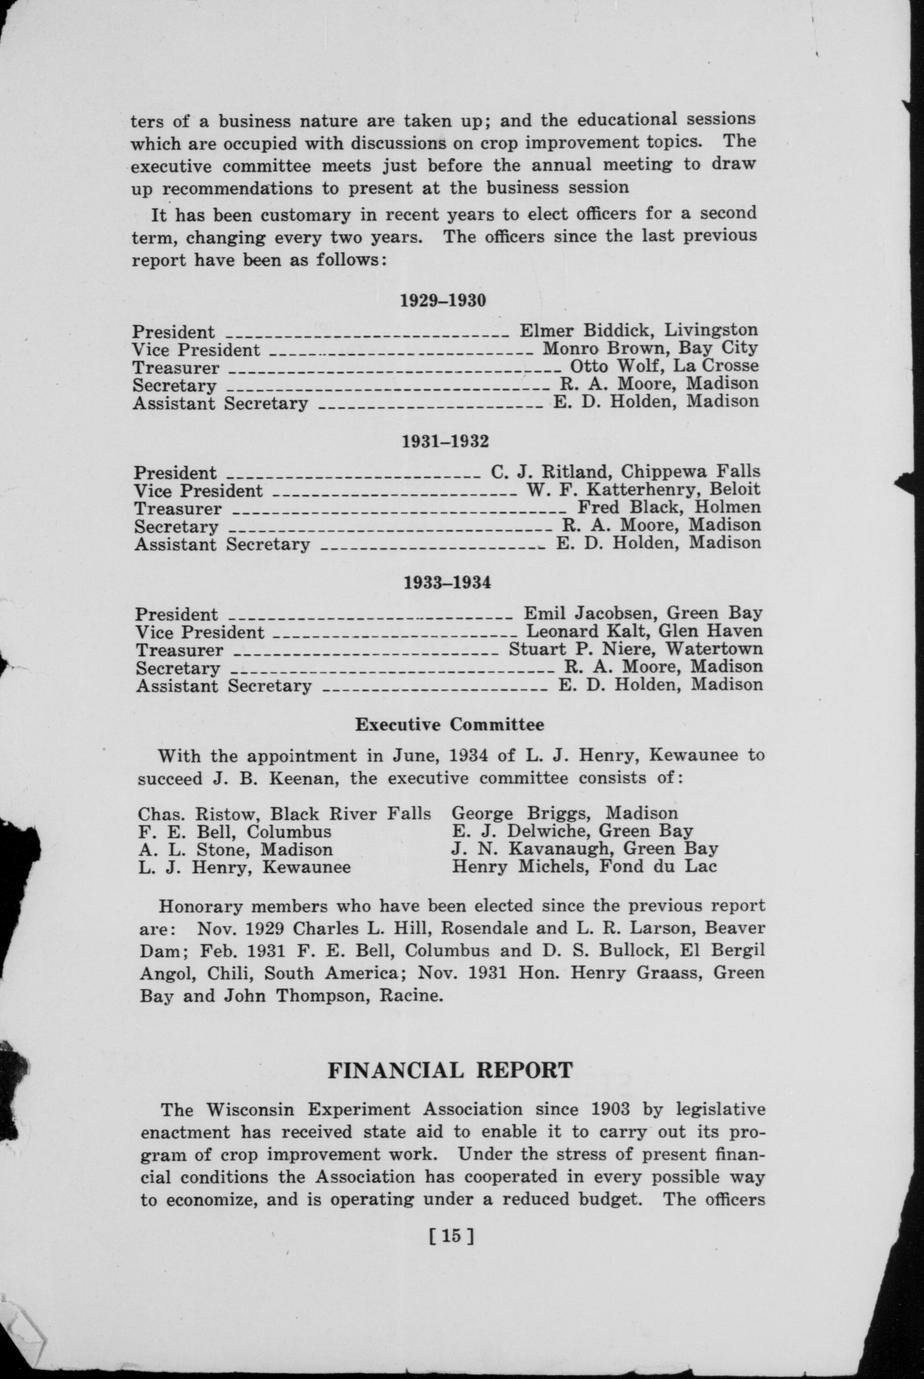 ters of a business nature are taken up; and the educational sessions
which are occupied with discussions on crop improvement topics. The
executive committee meets just before the annual meeting to draw
up recommendations to present at the business session
It has been customary in recent years to elect officers for a second
term, changing every two years. The officers since the last previous
report have been as follows:
1929–1930
President ______________________________ Elmer Biddick, Livingston
Vice President ____________________________ Monro Brown, Bay City
Treasurer ___________________________________ Otto Wolf, La Crosse
Secretary __________________________________ R. A. Moore, Madison
Assistant Secretary ________________________ E. D. Holden, Madison
1931–1932
President ___________________________ C. J. Ritland, Chippewa Falls
Vice President __________________________ W. F. Katterhenry, Beloit
Treasurer ___________________________________ Fred Black, Holmen
Secretary __________________________________ R. A. Moore, Madison
Assistant Secretary ________________________ E. D. Holden, Madison
1933–1934
President ______________________________ Emil Jacobsen, Green Bay
Vice President __________________________ Leonard Kalt, Glen Haven
Treasurer ____________________________ Stuart P. Niere, Watertown
Secretary __________________________________ R. A. Moore, Madison
Assistant Secretary ________________________ E. D. Holden, Madison
Executive Committee
With the appointment in June, 1934 of L. J. Henry, Kewaunee to
succeed J. B. Keenan, the executive committee consists of:
Chas. Ristow, Black River Falls George Briggs, Madison
F. E. Bell, Columbus E. J. Delwiche, Green Bay
A. L. Stone, Madison J. N. Kavanaugh, Green Bay
L. J. Henry, Kewaunee Henry Michels, Fond du Lac
Honorary members who have been elected since the previous report
are: Nov. 1929 Charles L. Hill, Rosendale and L. R. Larson, Beaver
Dam; Feb. 1931 F. E. Bell, Columbus and D. S. Bullock, El Bergil
Angol, Chili, South America; Nov. 1931 Hon. Henry Graass, Green
Bay and John Thompson, Racine.
FINANCIAL REPORT
The Wisconsin Experiment Association since 1903 by legislative
enactment has received state aid to enable it to carry out its pro-
gram of crop improvement work. Under the stress of present finan-
cial conditions the Association has cooperated in every possible way
to economize, and is operating under a reduced budget. The officers
[ 15 ]